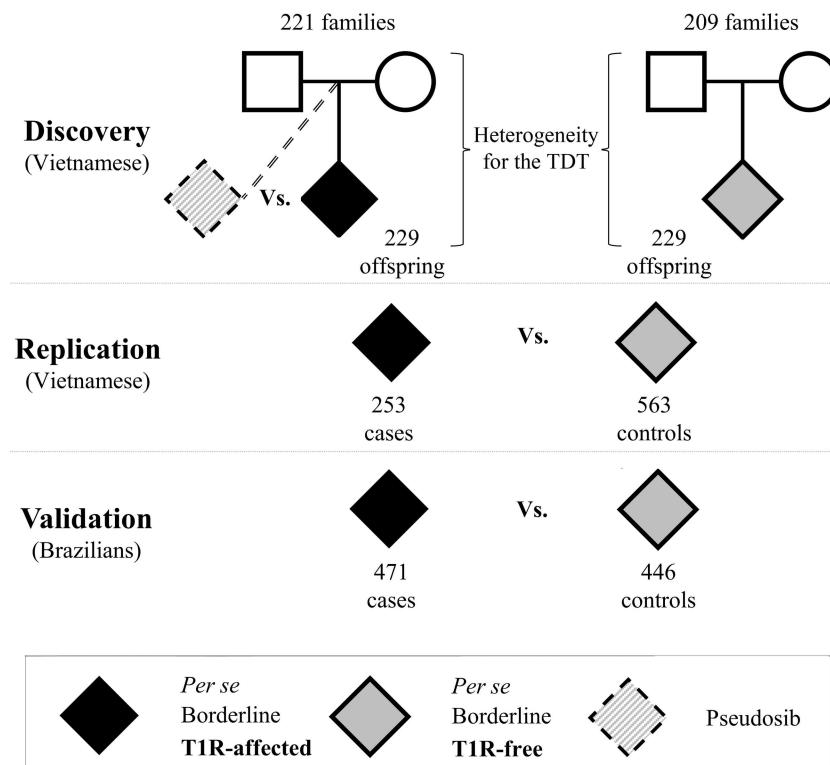 221 families
209 families
Discovery
(Vietnamese)
Heterogeneity
for the TDT
Vs.
229
offspring
229
offspring
Replication
(Vietnamese)
Vs.
253
cases
563
controls
Validation
(Brazilians)
Vs.
471
cases
446
controls
Per se
Borderline
T1R-affected
Per se
Borderline
T1R-free
Pseudosib